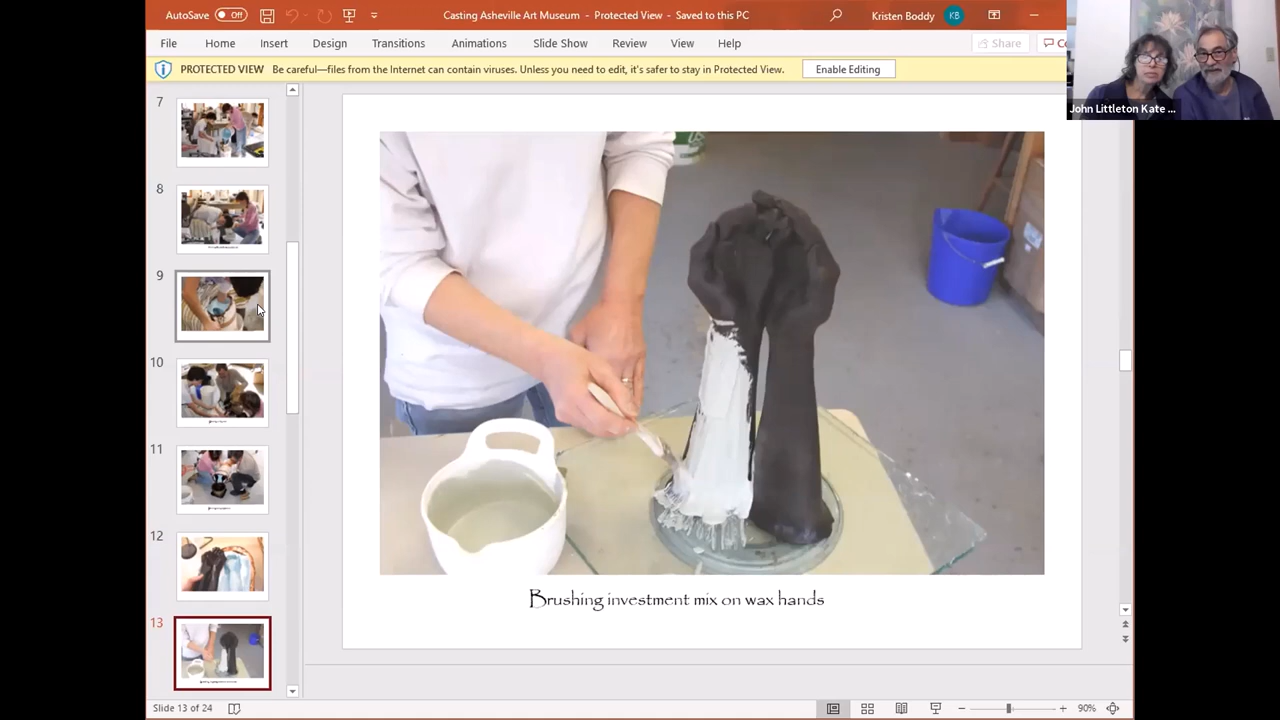 AutoSave Off Casting Asheville Art Museum - Protected View - Saved to this PC Kristen Boddy KB
File Home Insert Design Transitions Animations Slide Show Review View Help Share Co
PROTECTED VIEW Be careful—files from the Internet can contain viruses. Unless you need to edit, it's safer to stay in Protected View. Enable Editing
John Littleton Kate ...
7
8
9
10
11
12
13
Brushing investment mix on wax hands
Slide 13 of 24 90%